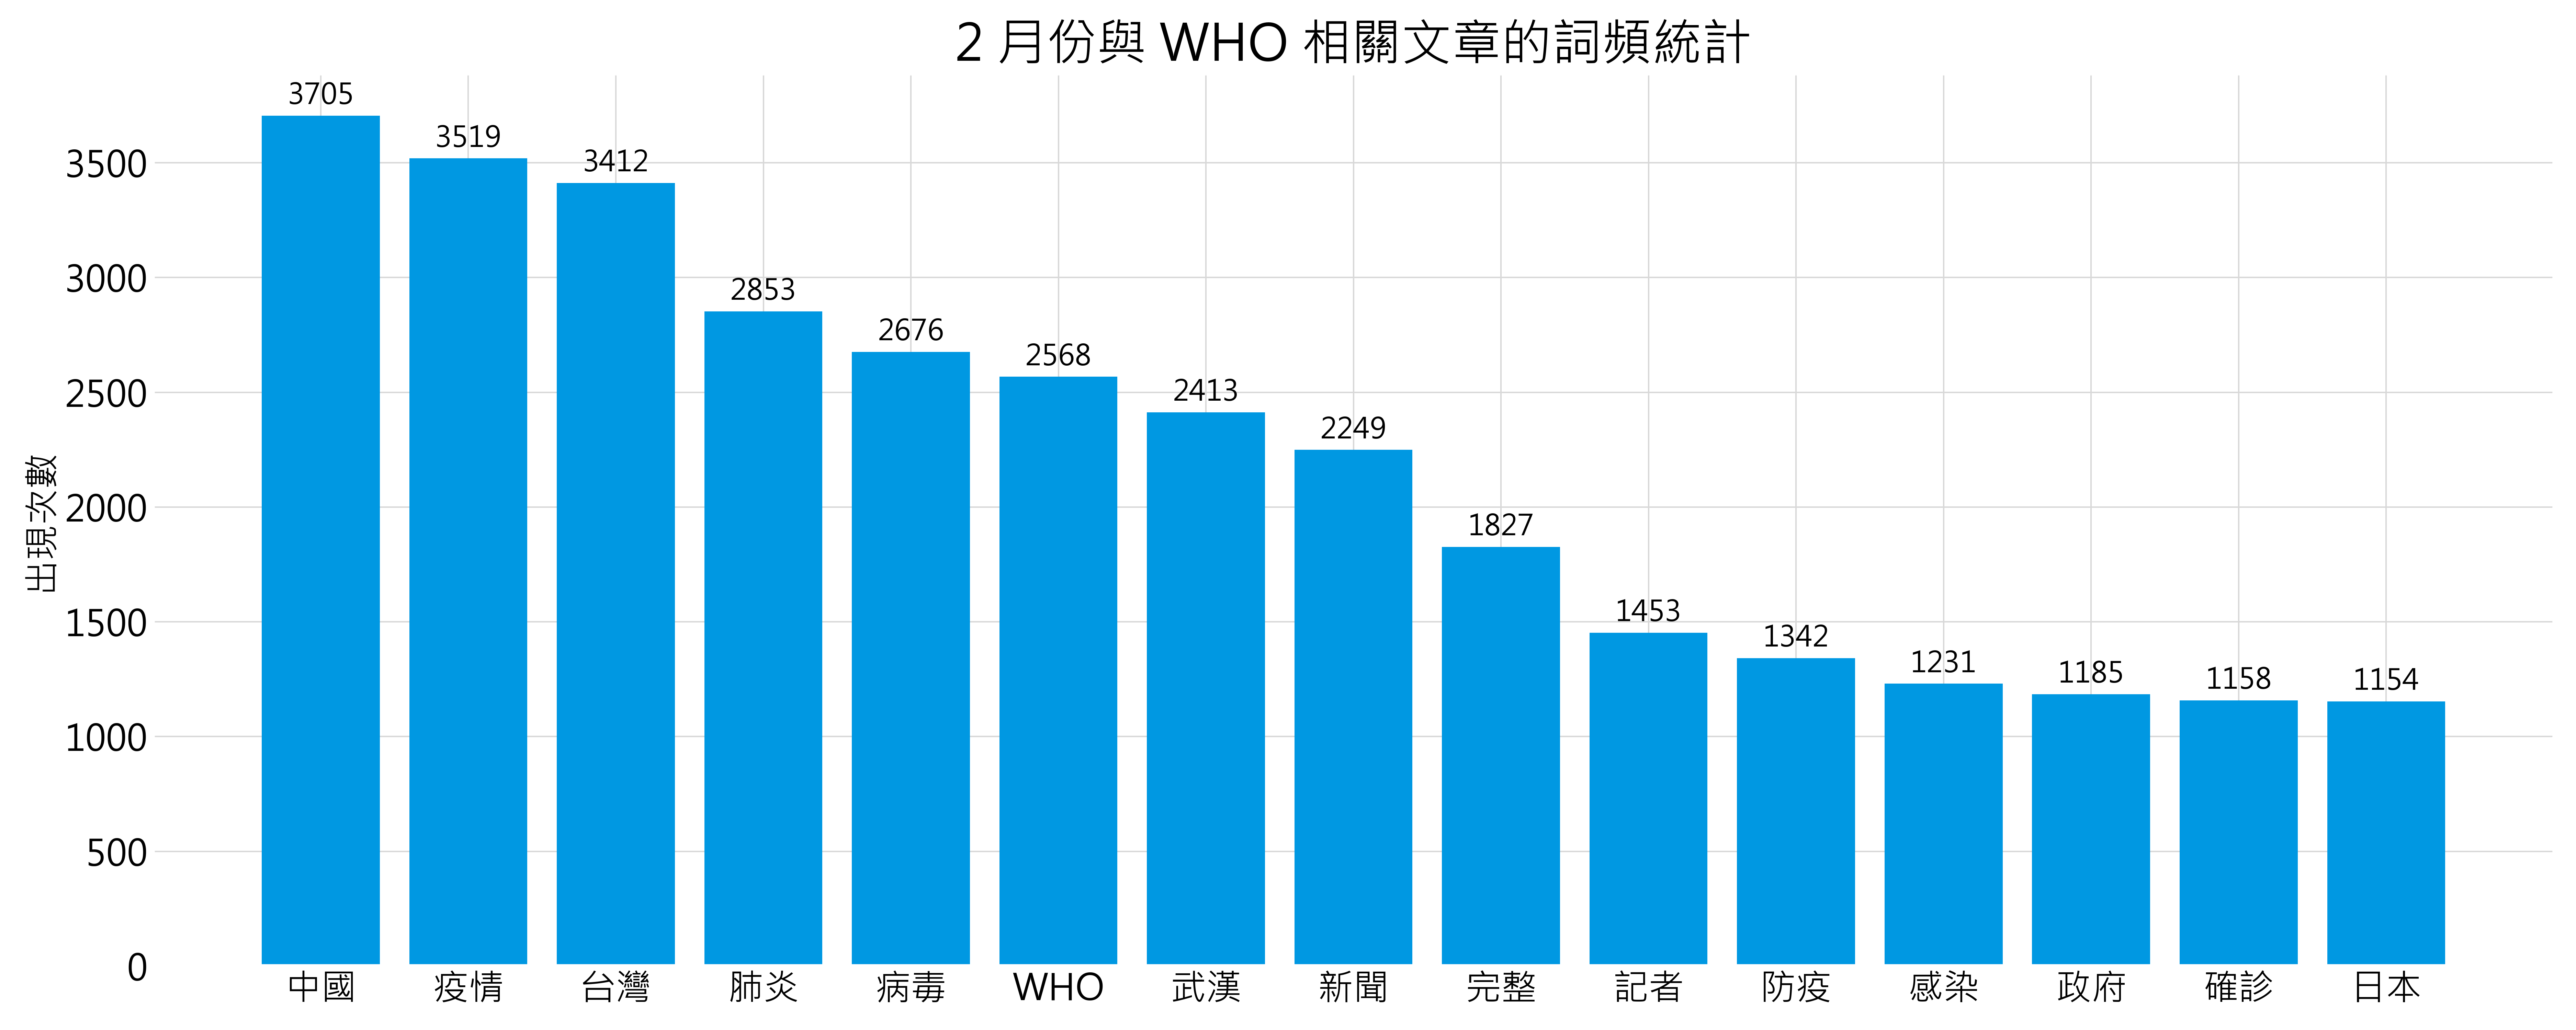 2 月份與 WHO 相關文章的詞頻統計
出現次數
3500
3000
2500
2000
1500
1000
500
0
3705
3519
3412
2853
2676
2568
2413
2249
1827
1453
1342
1231
1185
1158
1154
中國
疫情
台灣
肺炎
病毒
WHO
武漢
新聞
完整
記者
防疫
感染
政府
確診
日本